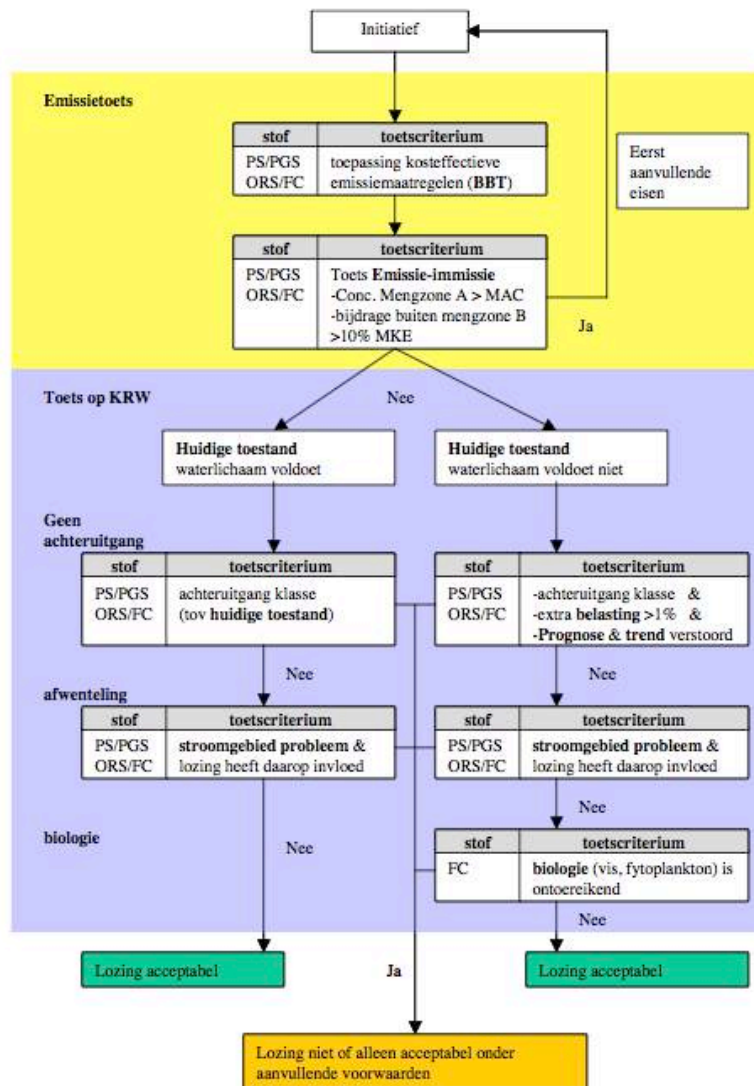 Initiatief
Emissietoets
stof toetscriterium
PS/PGS toepassing kosteffectieve
ORS/FC emissiemaatregelen (BBT)
Eerst
aanvullende
eisen
stof toetscriterium
PS/PGS Toets Emissie-immissie
ORS/FC -Conc. Mengzone A > MAC
-bijdrage buiten mengzone B
>10% MKE
Ja
Toets op KRW
Nee
Huidige toestand
waterlichaam voldoet
Huidige toestand
waterlichaam voldoet niet
Geen
achteruitgang
stof toetscriterium
PS/PGS achteruitgang klasse
ORS/FC (tov huidige toestand)
stof toetscriterium
PS/PGS -achteruitgang klasse &
ORS/FC -extra belasting >1% &
-Prognose & trend verstoord
Nee
Nee
afwenteling
stof toetscriterium
PS/PGS stroomgebied probleem &
ORS/FC lozing heeft daarop invloed
stof toetscriterium
PS/PGS stroomgebied probleem &
ORS/FC lozing heeft daarop invloed
Nee
biologie
Nee
stof toetscriterium
FC biologie (vis, fytoplankton) is
ontoereikend
Nee
Lozing acceptabel
Ja
Lozing acceptabel
Lozing niet of alleen acceptabel onder
aanvullende voorwaarden